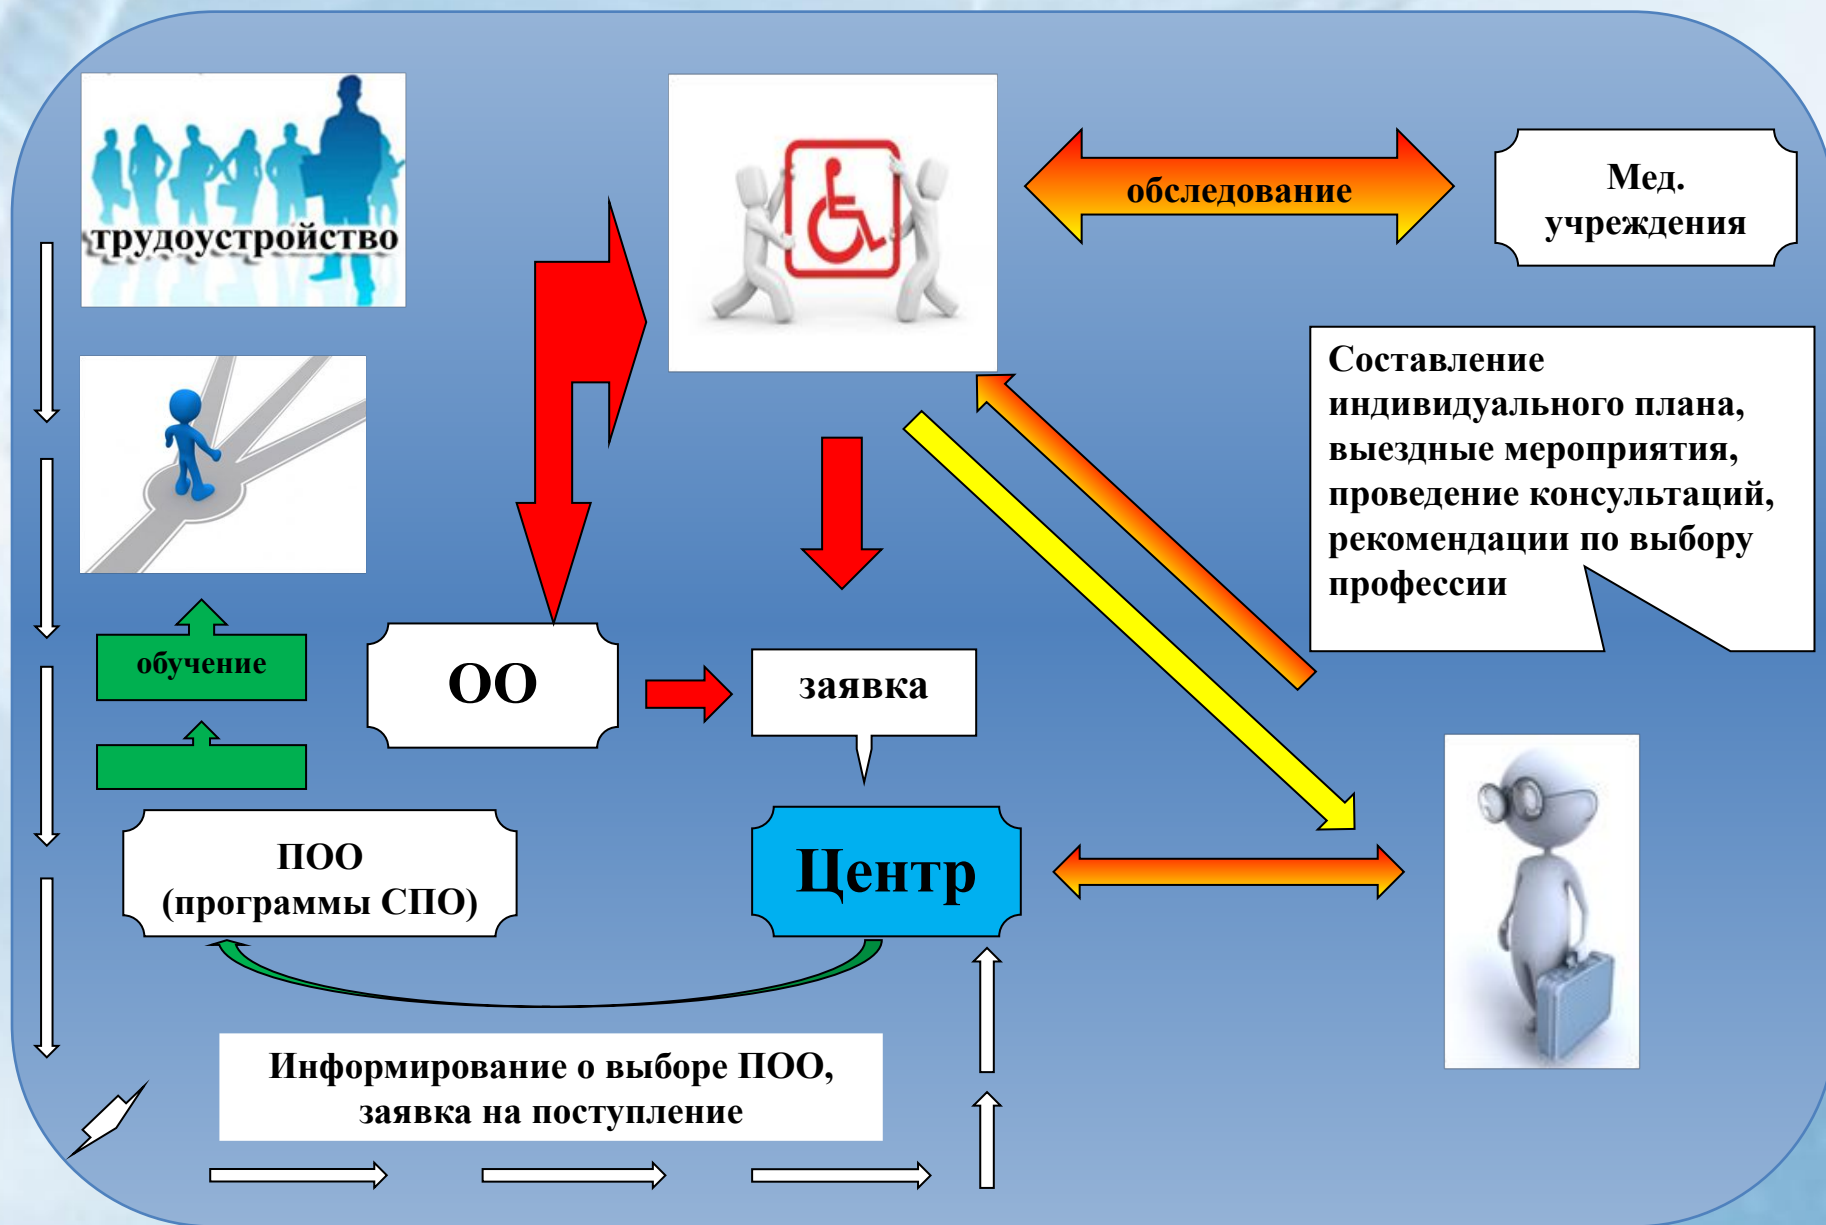 трудоустройство
обследование
Мед.
учреждения
Составление
индивидуального плана,
выездные мероприятия,
проведение консультаций,
рекомендации по выбору
профессии
обучение
ОО
заявка
ПОО
(программы СПО)
Центр
Информирование о выборе ПОО,
заявка на поступление